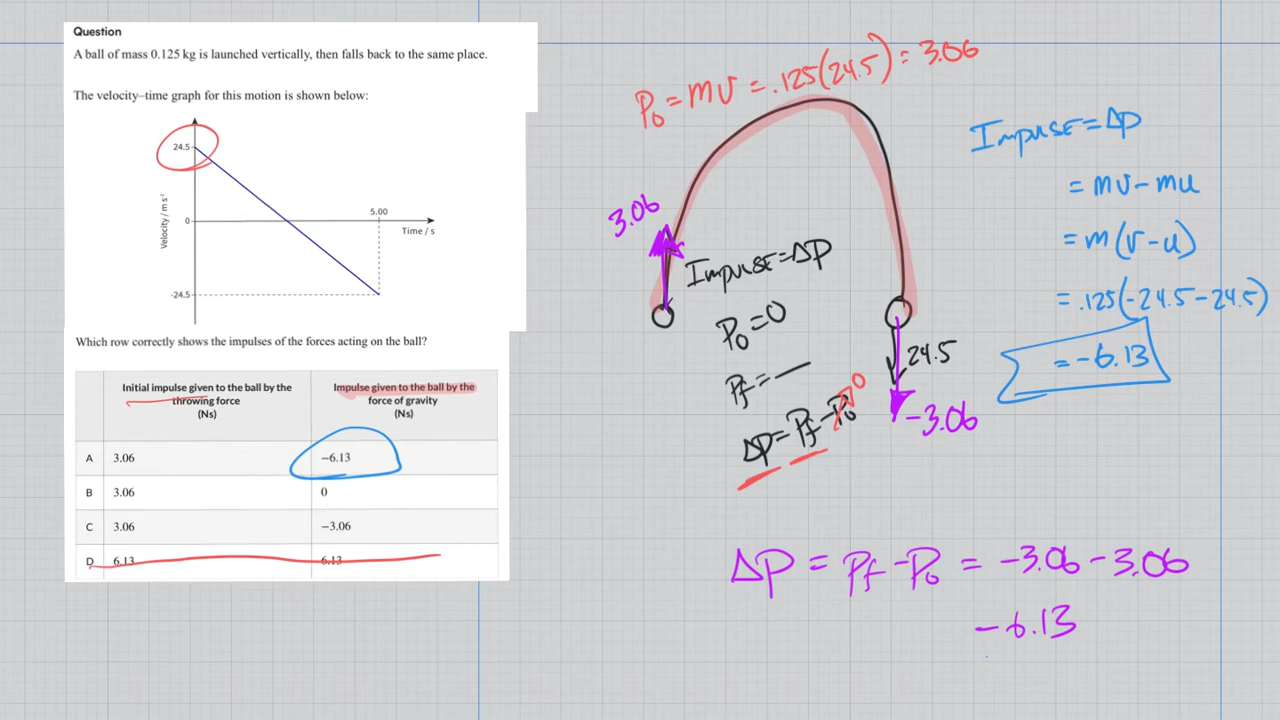 Question
A ball of mass 0.125 kg is launched vertically, then falls back to the same place.
The velocity–time graph for this motion is shown below:
24.5
0
-24.5
5.00
Velocity / m s⁻¹
Time / s
Which row correctly shows the impulses of the forces acting on the ball?
Initial impulse given to the ball by the throwing force (Ns)
Impulse given to the ball by the force of gravity (Ns)
A 3.06 −6.13
B 3.06 0
C 3.06 −3.06
D 6.13 6.13
P₀ = mv = .125(24.5) = 3.06
3.06
Impulse = Δp
P₀ = 0
Pf = —
Δp = Pf − P₀
0
24.5
−3.06
Impulse = Δp
= mv − mu
= m(v − u)
= .125(−24.5 − 24.5)
= −6.13
Δp = Pf − P₀ = −3.06 − 3.06
−6.13